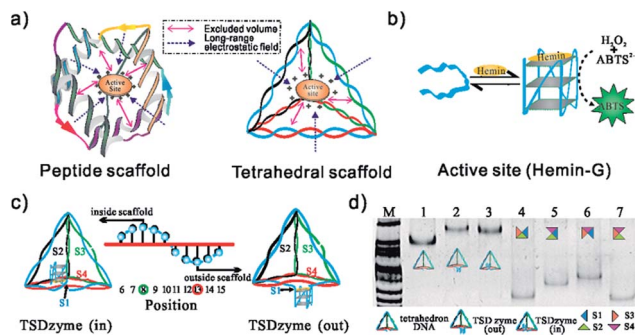 a)
Excluded volume
Long-range
electrostatic field
Active
Site
Active
site
Peptide scaffold
Tetrahedral scaffold
b)
Hemin
Hemin
H₂O₂
+
ABTS²⁻
ABTS
Active site (Hemin-G)
c)
inside scaffold
outside scaffold
S2
S3
S4
S1
S2
S3
S4
S1
6 7 8 9 10 11 12 13 14 15
Position
TSDzyme (in)
TSDzyme (out)
d)
M 1 2 3 4 5 6 7
tetrahedron
DNA
TSDzyme
(out)
TSDzyme
(in)
S1
S2
S3
S4